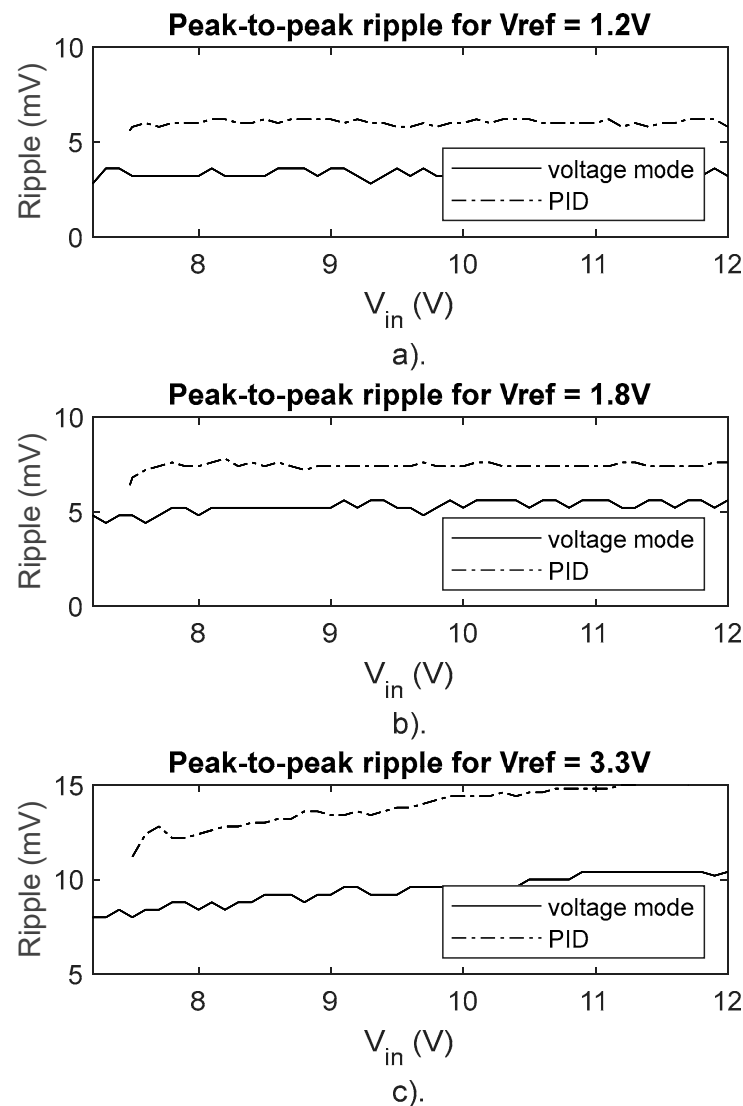 Peak-to-peak ripple for Vref = 1.2V
10
5
0
Ripple (mV)
voltage mode
PID
8 9 10 11 12
Vin (V)
a).
Peak-to-peak ripple for Vref = 1.8V
10
5
0
Ripple (mV)
voltage mode
PID
8 9 10 11 12
Vin (V)
b).
Peak-to-peak ripple for Vref = 3.3V
15
10
5
Ripple (mV)
voltage mode
PID
8 9 10 11 12
Vin (V)
c).